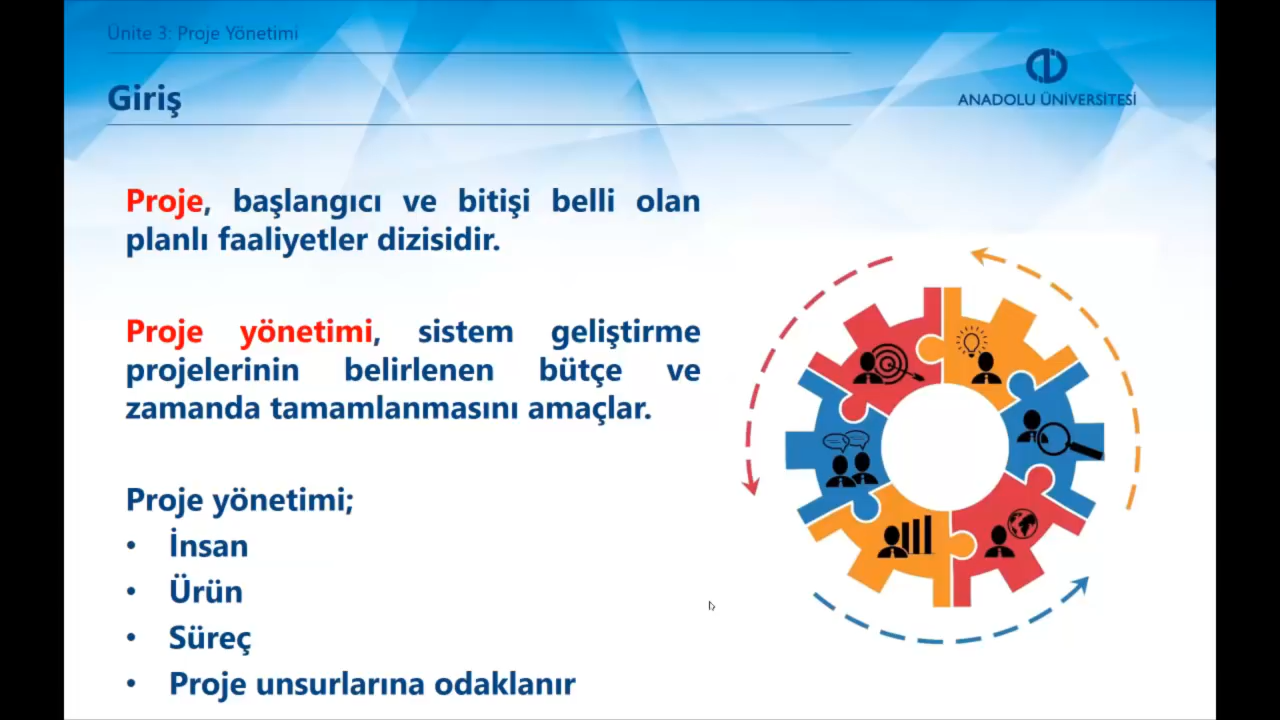 Ünite 3: Proje Yönetimi
Giriş
ANADOLU ÜNİVERSİTESİ
Proje, başlangıcı ve bitişi belli olan
planlı faaliyetler dizisidir.
Proje yönetimi, sistem geliştirme
projelerinin belirlenen bütçe ve
zamanda tamamlanmasını amaçlar.
Proje yönetimi;
• İnsan
• Ürün
• Süreç
• Proje unsurlarına odaklanır